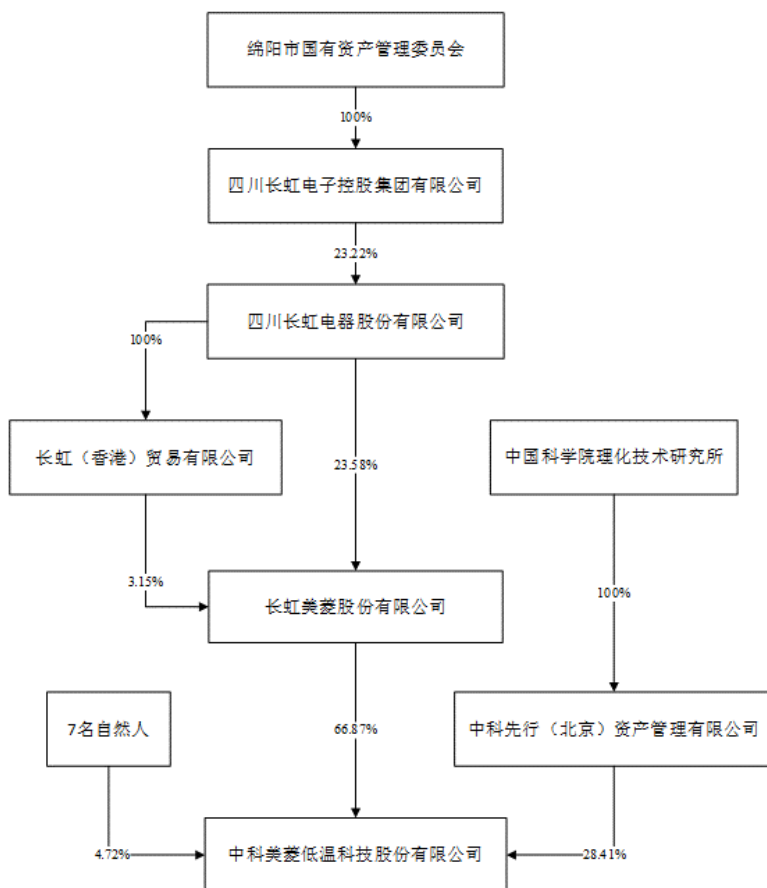 绵阳市国有资产管理委员会
100%
四川长虹电子控股集团有限公司
23.22%
四川长虹电器股份有限公司
100%
长虹（香港）贸易有限公司
23.58%
中国科学院理化技术研究所
3.15%
长虹美菱股份有限公司
100%
7名自然人
66.87%
中科先行（北京）资产管理有限公司
4.72%
中科美菱低温科技股份有限公司
28.41%